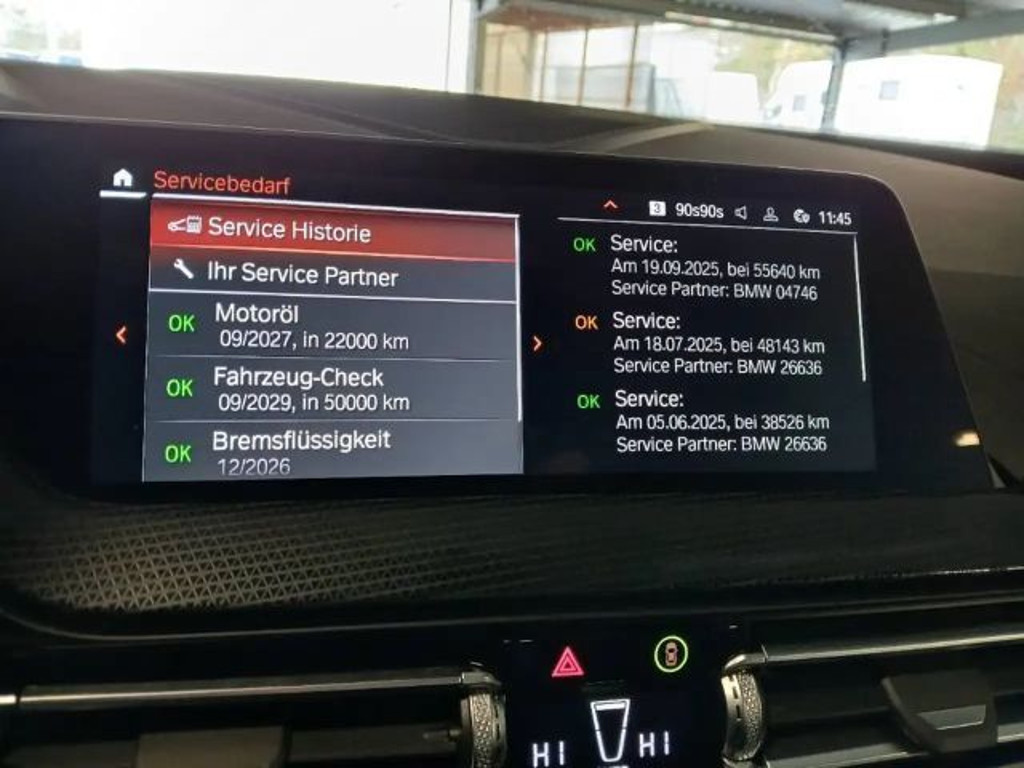 Servicebedarf
3 90s90s 11:45
Service Historie
Ihr Service Partner
OK Motoröl
09/2027, in 22000 km
OK Fahrzeug-Check
09/2029, in 50000 km
OK Bremsflüssigkeit
12/2026
OK Service:
Am 19.09.2025, bei 55640 km
Service Partner: BMW 04746
OK Service:
Am 18.07.2025, bei 48143 km
Service Partner: BMW 26636
OK Service:
Am 05.06.2025, bei 38526 km
Service Partner: BMW 26636
HI HI